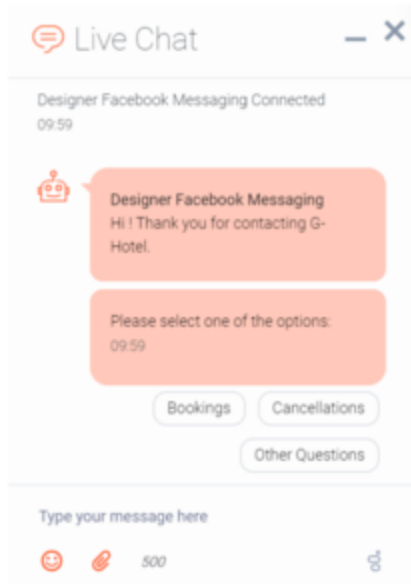 Live Chat
Designer Facebook Messaging Connected
09:59
Designer Facebook Messaging
Hi ! Thank you for contacting G-
Hotel.
Please select one of the options:
09:59
Bookings
Cancellations
Other Questions
Type your message here
500